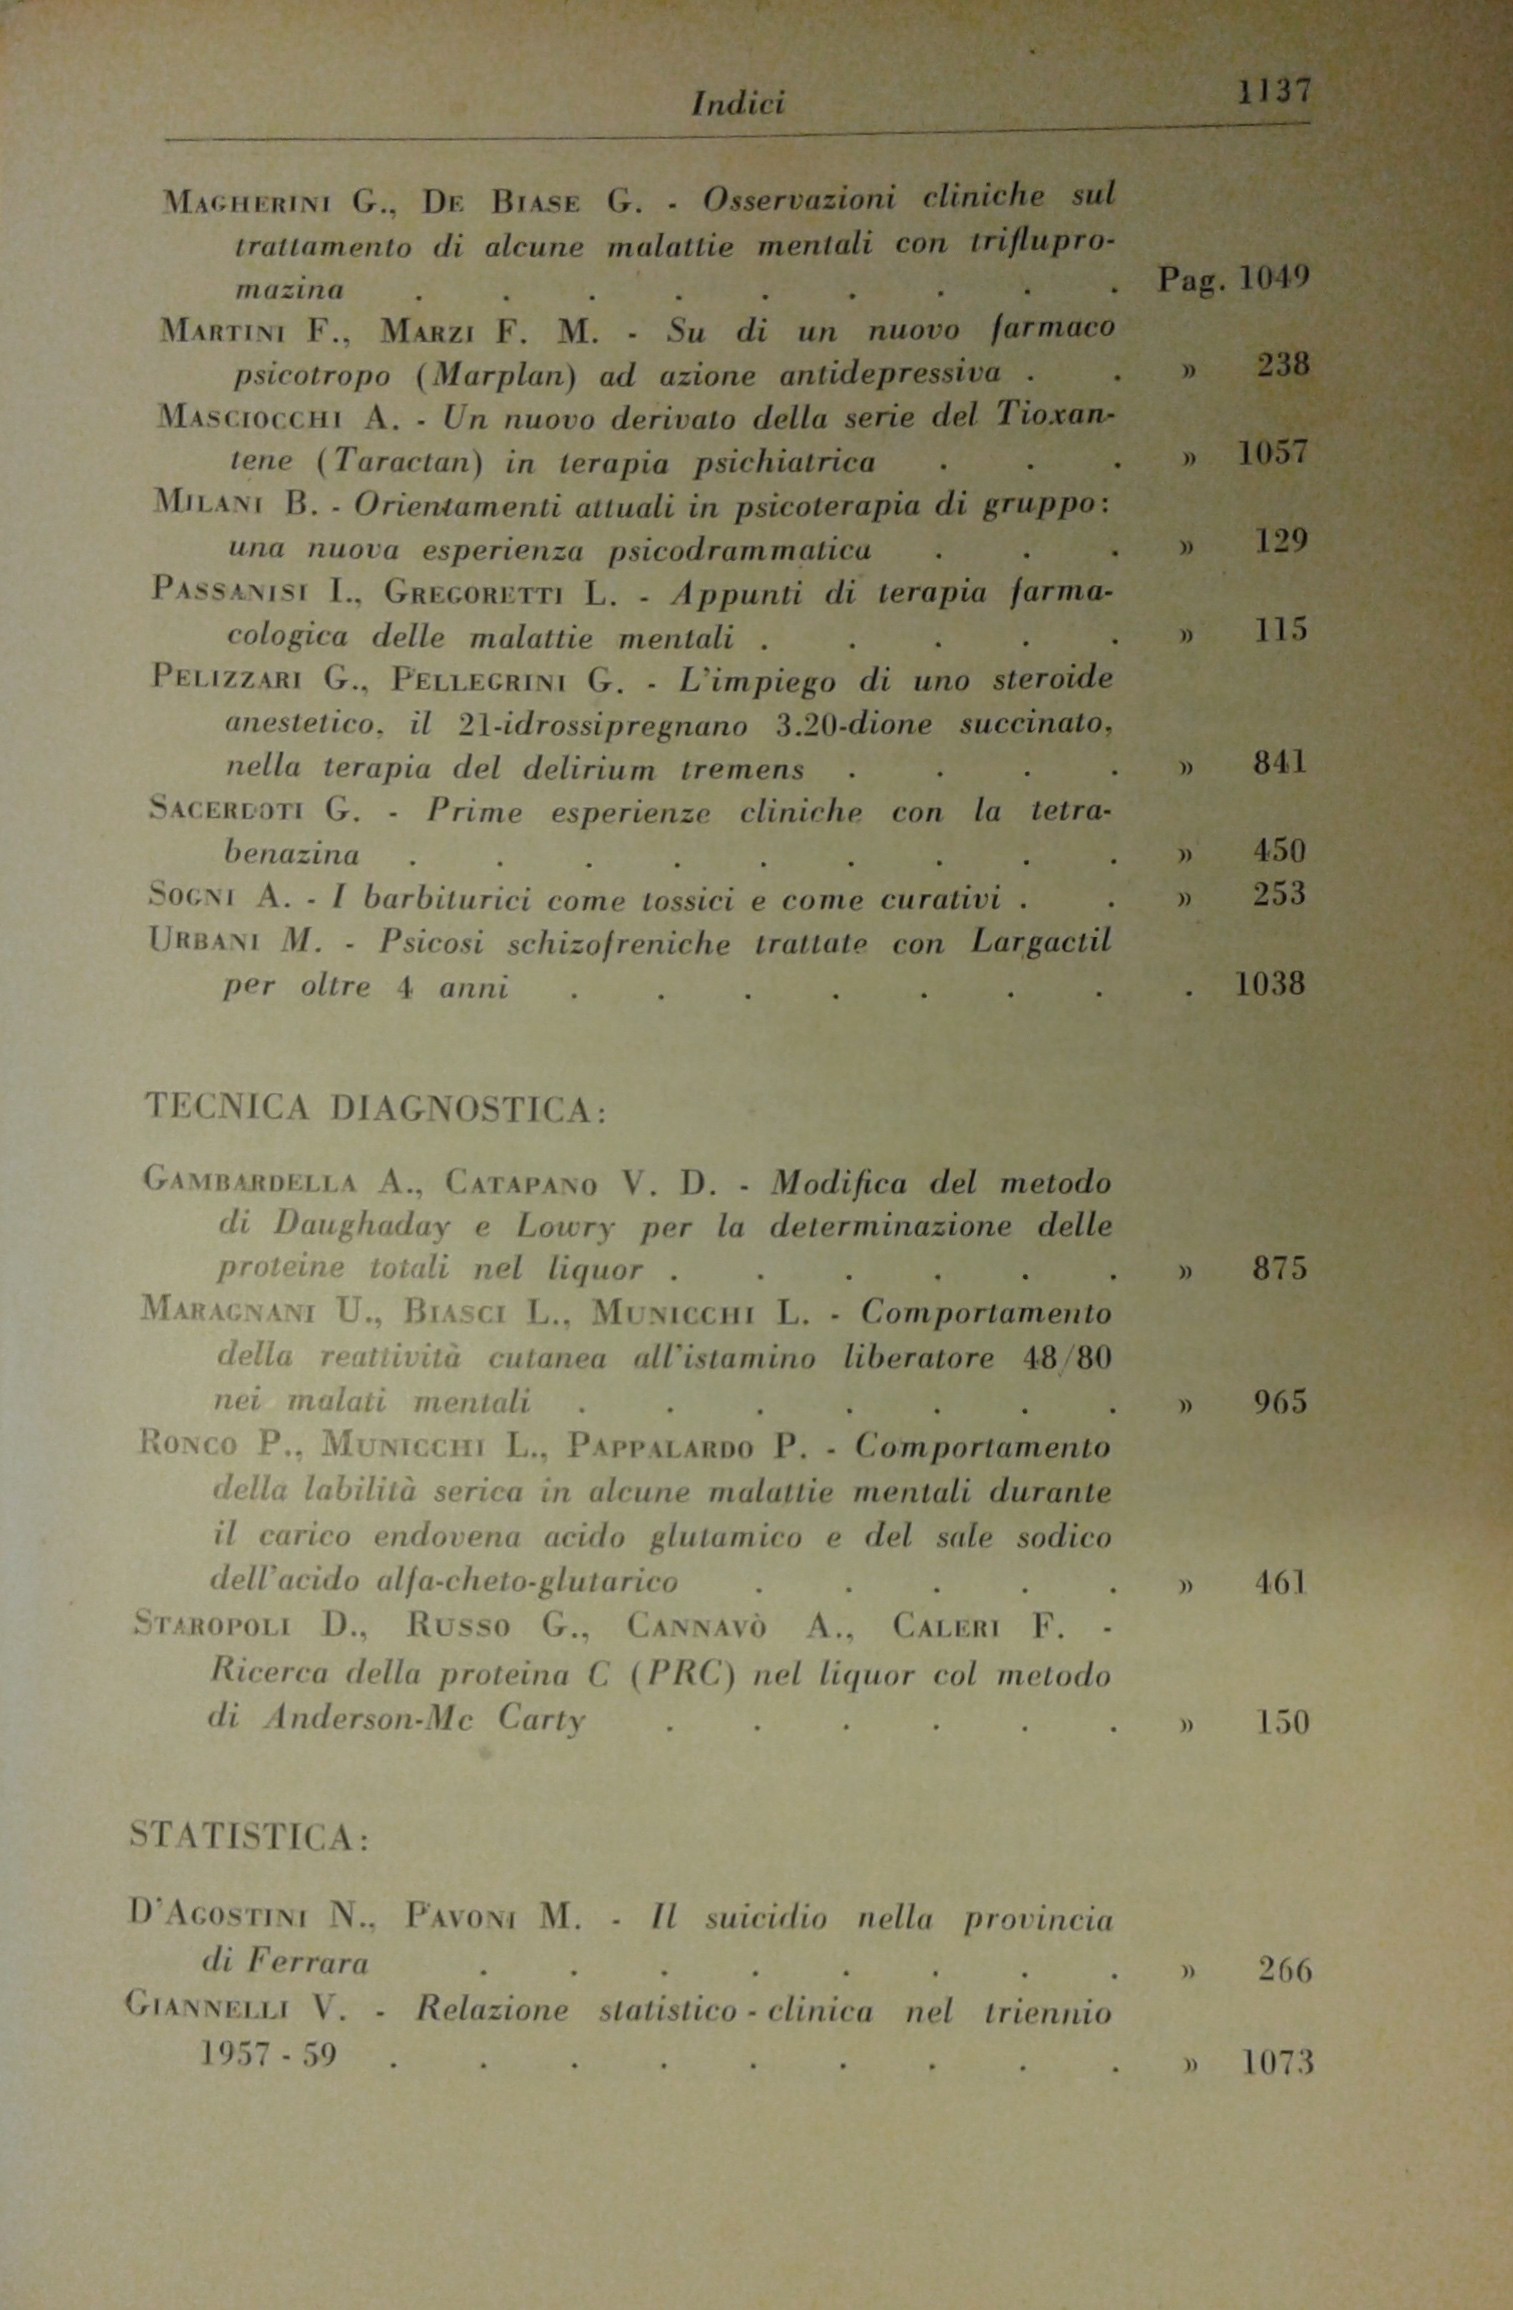 Indici 1137
MAGHERINI G., DE BIASE G. - Osservazioni cliniche sul
trattamento di alcune malattie mentali con triflupro-
mazina . . . . . . . . . Pag. 1049
MARTINI F., MARZI F. M. - Su di un nuovo farmaco
psicotropo (Marplan) ad azione antidepressiva . . » 238
MASCIOCCHI A. - Un nuovo derivato della serie del Tioxan-
tene (Taractan) in terapia psichiatrica . . . » 1057
MILANI B. - Orientamenti attuali in psicoterapia di gruppo:
una nuova esperienza psicodrammatica . . . » 129
PASSANISI I., GREGORETTI L. - Appunti di terapia farma-
cologica delle malattie mentali . . . . . » 115
PELIZZARI G., PELLEGRINI G. - L'impiego di uno steroide
anestetico, il 21-idrossipregnano 3.20-dione succinato,
nella terapia del delirium tremens . . . . » 841
SACERDOTI G. - Prime esperienze cliniche con la tetra-
benazina . . . . . . . . . » 450
SOGNI A. - I barbiturici come tossici e come curativi . . » 253
URBANI M. - Psicosi schizofreniche trattate con Largactil
per oltre 4 anni . . . . . . . . 1038
TECNICA DIAGNOSTICA:
GAMBARDELLA A., CATAPANO V. D. - Modifica del metodo
di Daughaday e Lowry per la determinazione delle
proteine totali nel liquor . . . . . . » 875
MARAGNANI U., BIASCI L., MUNICCHI L. - Comportamento
della reattività cutanea all'istamino liberatore 48/80
nei malati mentali . . . . . . . » 965
RONCO P., MUNICCHI L., PAPPALARDO P. - Comportamento
della labilità serica in alcune malattie mentali durante
il carico endovena acido glutamico e del sale sodico
dell'acido alfa-cheto-glutarico . . . . . » 461
STAROPOLI D., RUSSO G., CANNAVÒ A., CALERI F. -
Ricerca della proteina C (PRC) nel liquor col metodo
di Anderson-Mc Carty . . . . . . » 150
STATISTICA:
D'AGOSTINI N., PAVONI M. - Il suicidio nella provincia
di Ferrara . . . . . . . . » 266
GIANNELLI V. - Relazione statistico - clinica nel triennio
1957 - 59 . . . . . . . . . » 1073